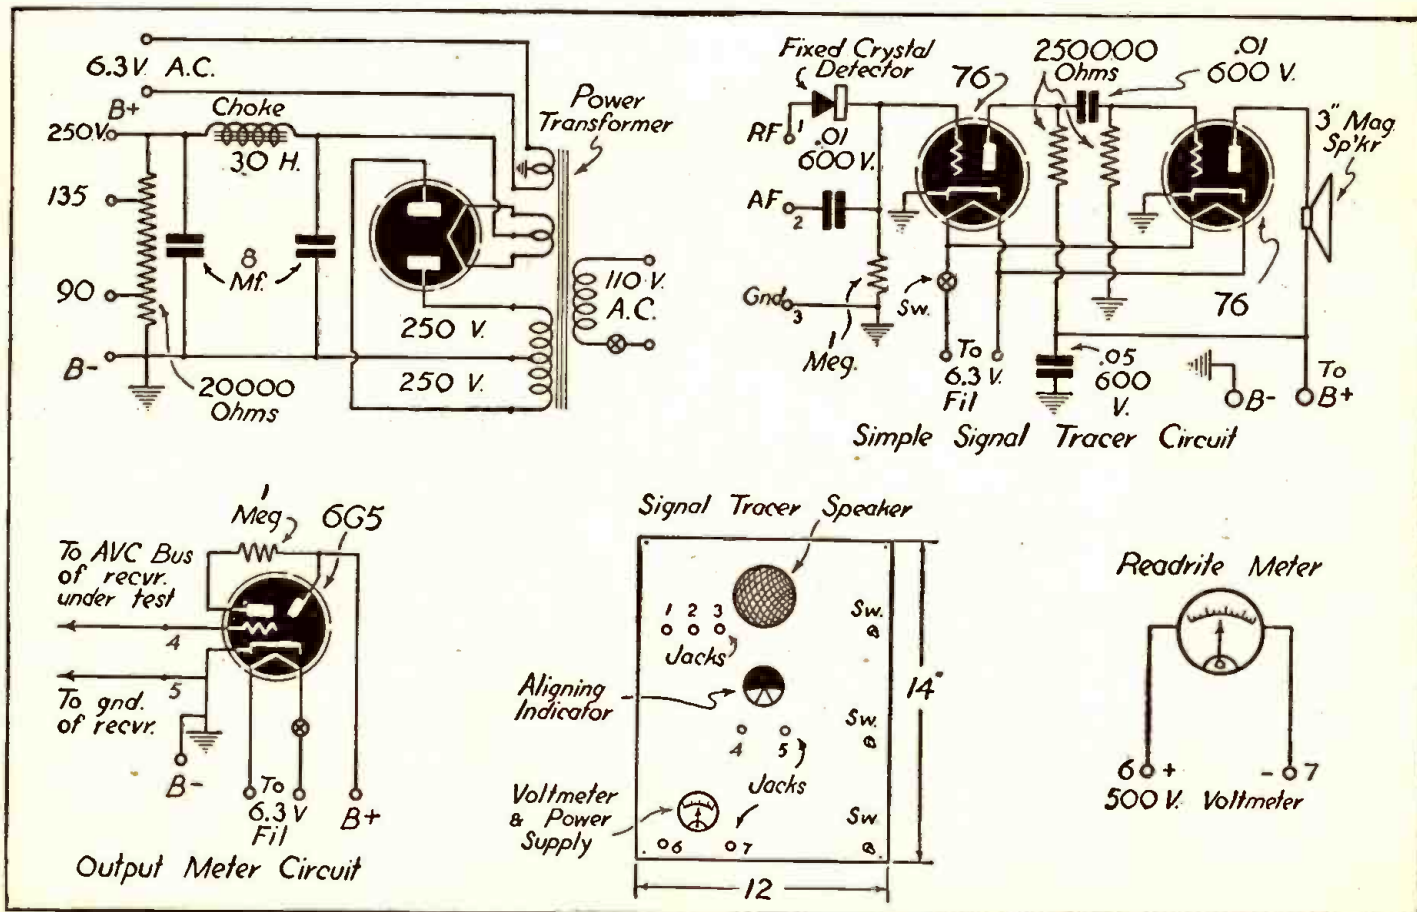 6.3 V. A.C.
B+
250 V.
Choke
30 H.
Power
Transformer
135
8
Mf.
90
110 V.
A.C.
250 V.
250 V.
B-
20000
Ohms
Fixed Crystal
Detector
76
250000
Ohms
.01
600 V.
RF
1
.01
600 V.
3" Mag.
Sp'kr
AF
2
Gnd
3
Sw.
76
1
Meg.
To
6.3 V.
Fil
.05
600
V.
B-
To
B+
Simple Signal Tracer Circuit
1
Meg
6G5
To AVC Bus
of recvr.
under test
4
5
To gnd.
of recvr.
B-
To
6.3 V
Fil
B+
Output Meter Circuit
Signal Tracer
Speaker
1 2 3
Jacks
Sw.
Aligning
Indicator
14"
4 5
Sw.
Jacks
Voltmeter
& Power
Supply
Sw.
6 7
12
Readrite Meter
6 + - 7
500 V. Voltmeter